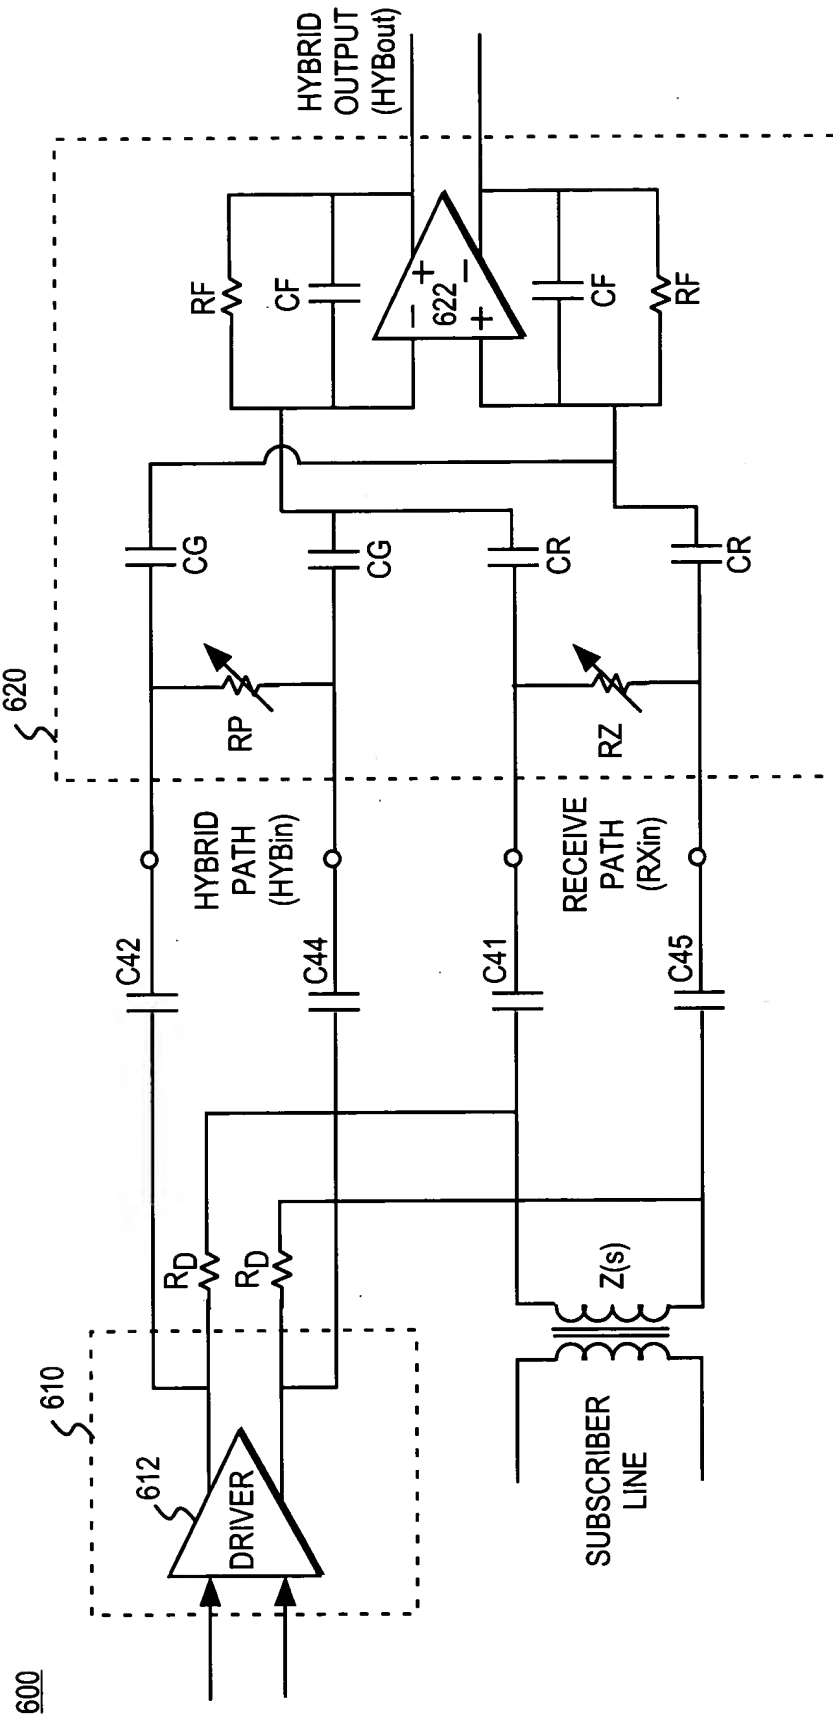 600
610
612
DRIVER
RD
RD
SUBSCRIBER
LINE
Z(s)
C42
C44
C41
C45
HYBRID
PATH
(HYBin)
RECEIVE
PATH
(RXin)
620
RP
RZ
CG
CG
CR
CR
RF
CF
- +
622
+ -
CF
RF
HYBRID
OUTPUT
(HYBout)